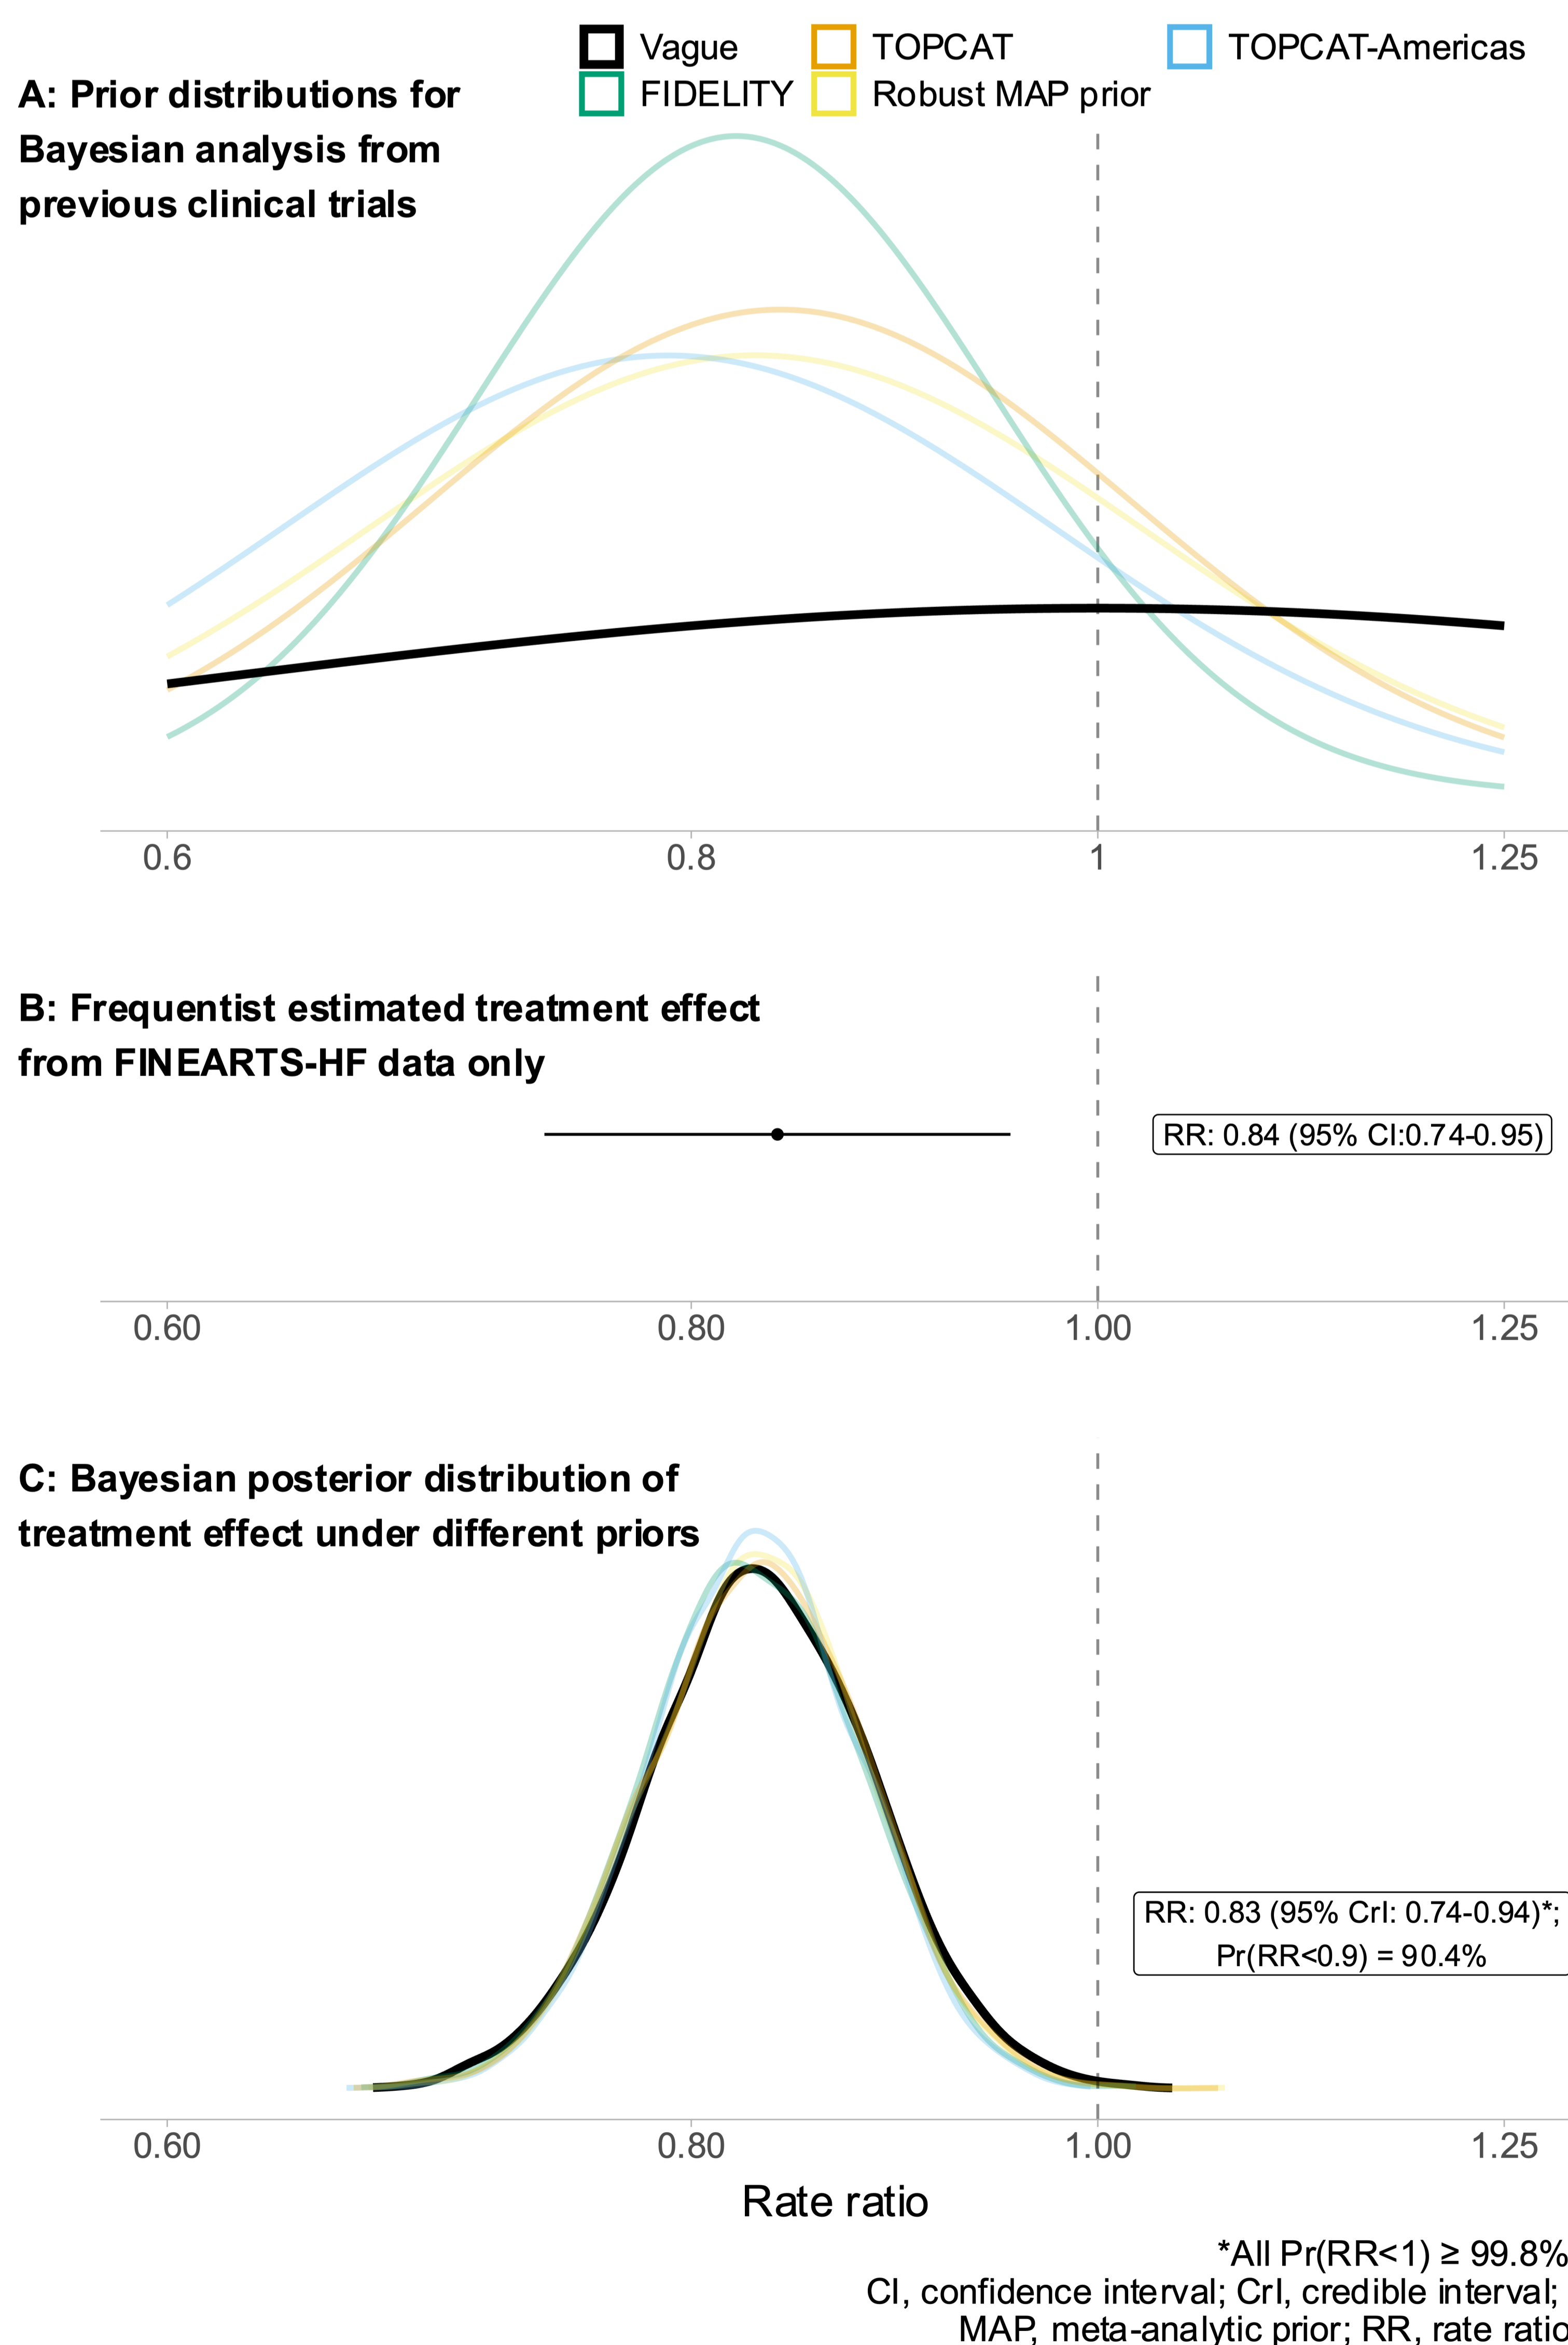 Vague TOPCAT TOPCAT-Americas
FIDELITY Robust MAP prior
A: Prior distributions for
Bayesian analysis from
previous clinical trials
0.6 0.8 1 1.25
B: Frequentist estimated treatment effect
from FINEARTS-HF data only
RR: 0.84 (95% CI:0.74-0.95)
0.60 0.80 1.00 1.25
C: Bayesian posterior distribution of
treatment effect under different priors
RR: 0.83 (95% CrI: 0.74-0.94)*;
Pr(RR<0.9) = 90.4%
0.60 0.80 1.00 1.25
Rate ratio
*All Pr(RR<1) ≥ 99.8%
CI, confidence interval; CrI, credible interval;
MAP, meta-analytic prior; RR, rate ratio